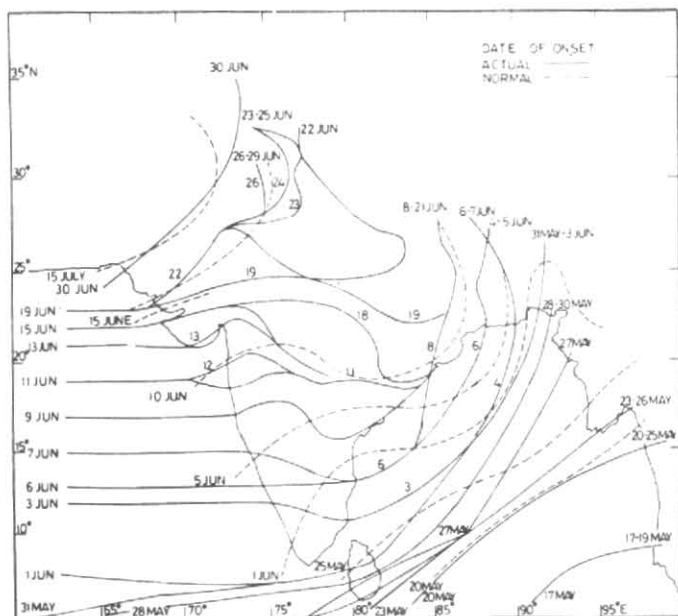 DATE OF ONSET
ACTUAL
NORMAL
35°N
30 JUN
23-25 JUN
22 JUN
26-29 JUN
30°
26
24
23
8-21 JUN
6-7 JUN
4-5 JUN
31 MAY-3 JUN
25°
15 JULY
30 JUN
22
19
28-30 MAY
19 JUN
15 JUN
15 JUNE
18
19
13 JUN
13
8
6
27 MAY
20°
12
11
11 JUN
10 JUN
4
23-26 MAY
9 JUN
20-25 MAY
15°
7 JUN
6
5 JUN
6 JUN
3
3 JUN
10°
27 MAY
17-19 MAY
25 MAY
1 JUN
1 JUN
20 MAY
20 MAY
17 MAY
31 MAY
65°
28 MAY
70°
75°
80°
23 MAY
85°
90°
95°E